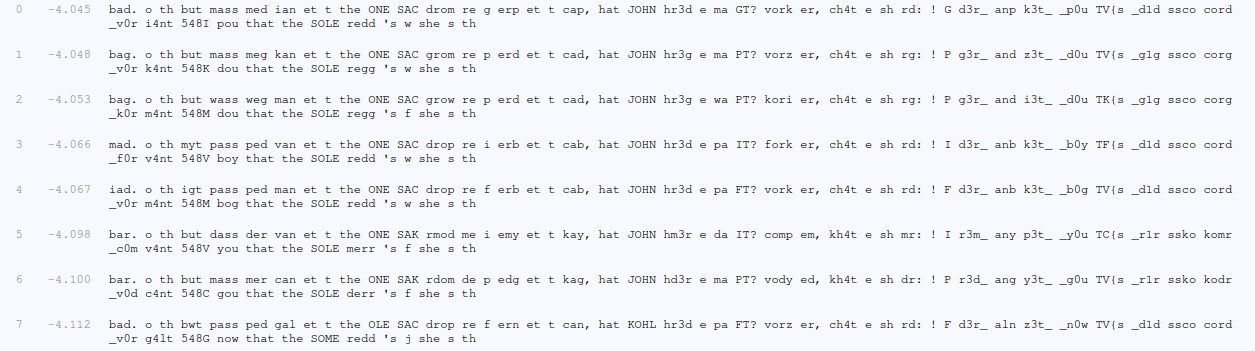 0 -4.045 bad. o th but mass med ian et t the ONE SAC drom re g erp et t cap, hat JOHN hr3d e ma GT? vork er, ch4t e sh rd: ! G d3r_ anp k3t_ _p0u TV{s _d1d ssco cord
_v0r i4nt 548I pou that the SOLE redd 's w she s th
1 -4.048 bag. o th but mass meg kan et t the ONE SAC grom re p erd et t cad, hat JOHN hr3g e ma PT? vorz er, ch4t e sh rg: ! P g3r_ and z3t_ _d0u TV{s _g1g ssco corg
_v0r k4nt 548K dou that the SOLE regg 's w she s th
2 -4.053 bag. o th but wass weg man et t the ONE SAC grow re p erd et t cad, hat JOHN hr3g e wa PT? kori er, ch4t e sh rg: ! P g3r_ and i3t_ _d0u TK{s _g1g ssco corg
_k0r m4nt 548M dou that the SOLE regg 's f she s th
3 -4.066 mad. o th myt pass ped van et t the ONE SAC drop re i erb et t cab, hat JOHN hr3d e pa IT? fork er, ch4t e sh rd: ! I d3r_ anb k3t_ _b0y TF{s _d1d ssco cord
_f0r v4nt 548V boy that the SOLE redd 's w she s th
4 -4.067 iad. o th igt pass ped man et t the ONE SAC drop re f erb et t cab, hat JOHN hr3d e pa FT? vork er, ch4t e sh rd: ! F d3r_ anb k3t_ _b0g TV{s _d1d ssco cord
_v0r m4nt 548M bog that the SOLE redd 's w she s th
5 -4.098 bar. o th but dass der van et t the ONE SAK rmod me i emy et t kay, hat JOHN hm3r e da IT? comp em, kh4t e sh mr: ! I r3m_ any p3t_ _y0u TC{s _r1r ssko komr
_c0m v4nt 548V you that the SOLE merr 's f she s th
6 -4.100 bar. o th but mass mer can et t the ONE SAK rdom de p edg et t kag, hat JOHN hd3r e ma PT? vody ed, kh4t e sh dr: ! P r3d_ ang y3t_ _g0u TV{s _r1r ssko kodr
_v0d c4nt 548C gou that the SOLE derr 's f she s th
7 -4.112 bad. o th bwt pass ped gal et t the OLE SAC drop re f ern et t can, hat KOHL hr3d e pa FT? vorz er, ch4t e sh rd: ! F d3r_ aln z3t_ _n0w TV{s _d1d ssco cord
_v0r g4lt 548G now that the SOME redd 's j she s th